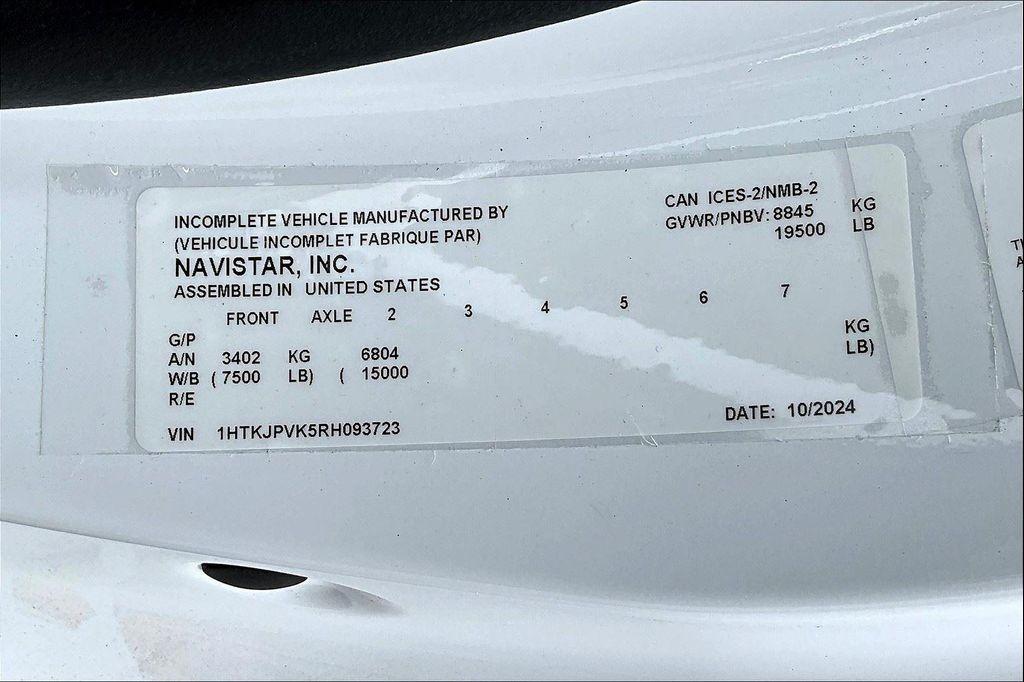 INCOMPLETE VEHICLE MANUFACTURED BY
(VEHICULE INCOMPLET FABRIQUE PAR)
NAVISTAR, INC.
ASSEMBLED IN UNITED STATES
CAN ICES-2/NMB-2
GVWR/PNBV: 8845 KG
19500 LB
FRONT AXLE 2 3 4 5 6 7
G/P
A/N 3402 KG 6804 KG
W/B ( 7500 LB) ( 15000 LB)
R/E
VIN 1HTKJPVK5RH093723
DATE: 10/2024